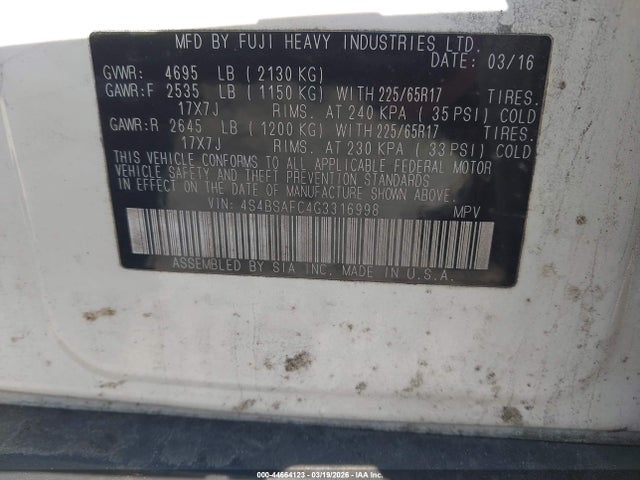 MFD BY FUJI HEAVY INDUSTRIES LTD.
DATE: 03/16
GVWR: 4695 LB (2130 KG)
GAWR:F 2535 LB (1150 KG) WITH 225/65R17 TIRES.
17X7J RIMS. AT 240 KPA (35 PSI) COLD
GAWR:R 2645 LB (1200 KG) WITH 225/65R17 TIRES.
17X7J RIMS. AT 230 KPA (33 PSI) COLD
THIS VEHICLE CONFORMS TO ALL APPLICABLE FEDERAL MOTOR
VEHICLE SAFETY AND THEFT PREVENTION STANDARDS
IN EFFECT ON THE DATE OF MANUFACTURE SHOWN ABOVE.
VIN: 4S4BSAFC4G3316998 MPV
ASSEMBLED BY SIA INC. MADE IN U.S.A.
000-44664123 - 03/19/2026 - IAAI.COM